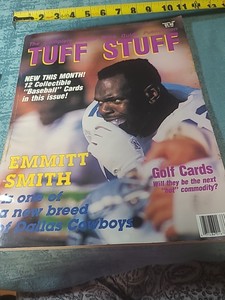 TUFF STUFF
NEW THIS MONTH!
12 Collectible
"Baseball" Cards
in this issue!
EMMITT
SMITH
is one of
a new breed
of Dallas Cowboys
Golf Cards
Will they be the next
"hot" commodity?